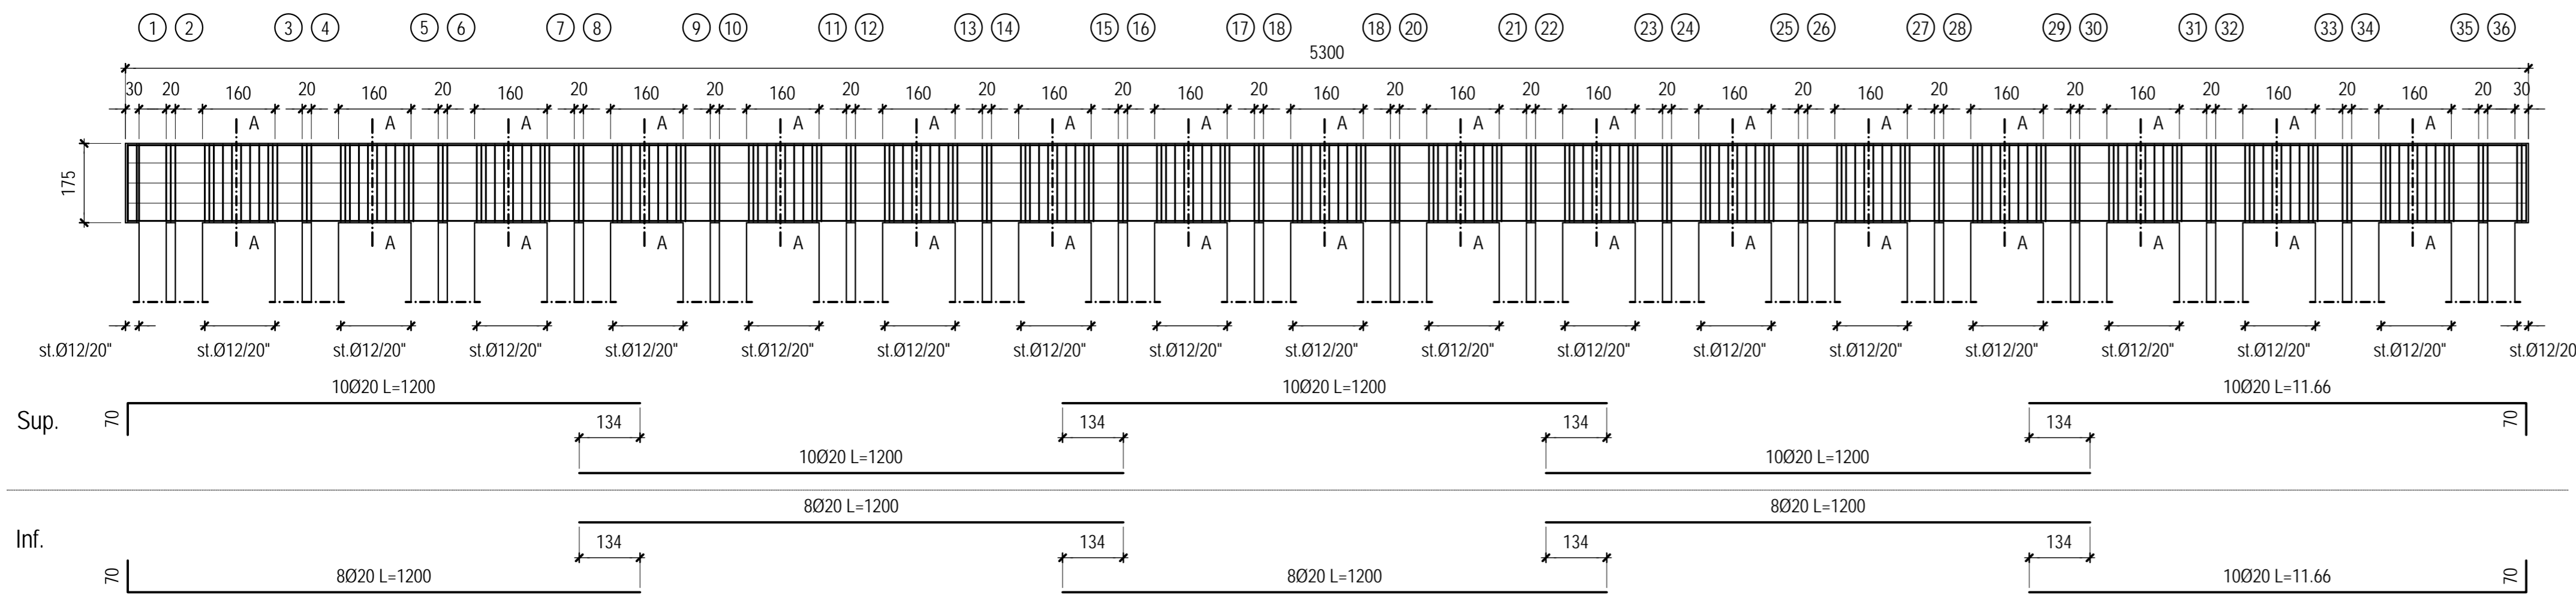 1 2 3 4 5 6 7 8 9 10 11 12 13 14 15 16 17 18 18 20 21 22 23 24 25 26 27 28 29 30 31 32 33 34 35 36
5300
30 20 160 20 160 20 160 20 160 20 160 20 160 20 160 20 160 20 160 20 160 20 160 20 160 20 160 20 160 20 160 20 160 20 160 20 30
A A A A A A A A A A A A A A A A A
175
A A A A A A A A A A A A A A A A A
st.Ø12/20" st.Ø12/20" st.Ø12/20" st.Ø12/20" st.Ø12/20" st.Ø12/20" st.Ø12/20" st.Ø12/20" st.Ø12/20" st.Ø12/20" st.Ø12/20" st.Ø12/20" st.Ø12/20" st.Ø12/20" st.Ø12/20" st.Ø12/20" st.Ø12/20" st.Ø12/20" st.Ø12/20
10Ø20 L=1200 10Ø20 L=1200 10Ø20 L=11.66
Sup. 70 134 134 134 134 70
10Ø20 L=1200 10Ø20 L=1200
8Ø20 L=1200 8Ø20 L=1200
Inf. 134 134 134 134
70 8Ø20 L=1200 8Ø20 L=1200 10Ø20 L=11.66 70